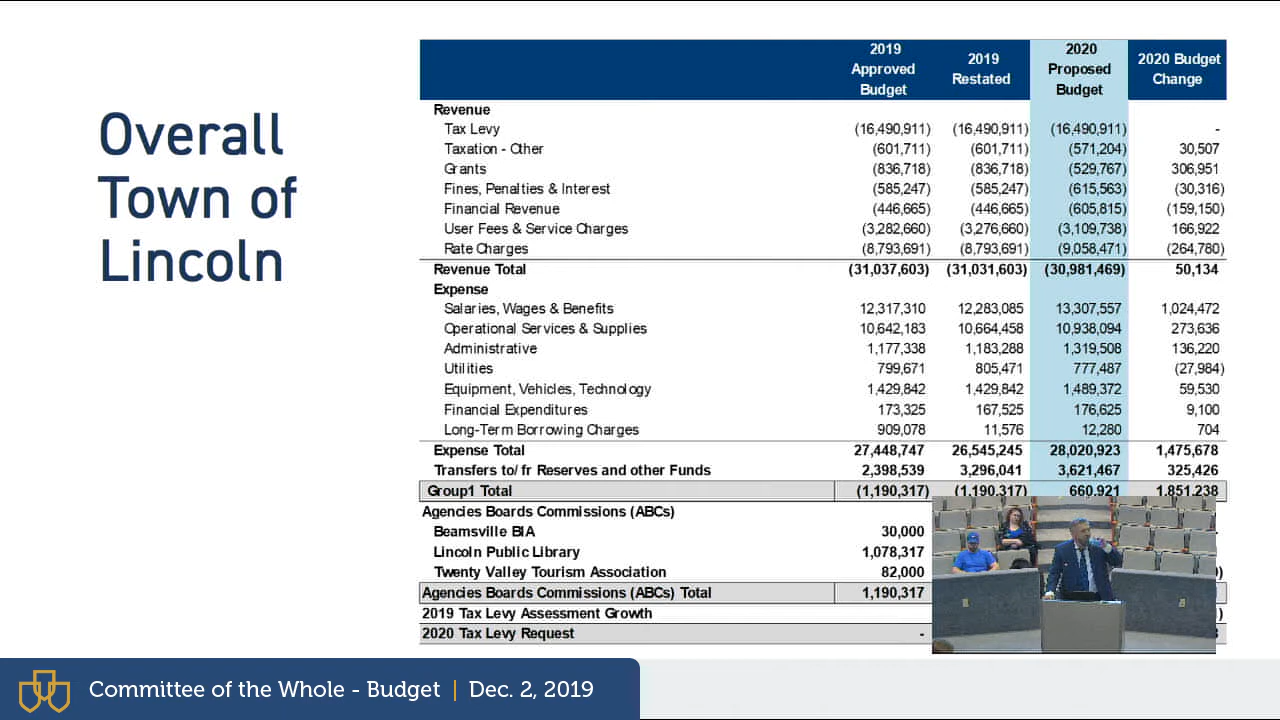 Overall
Town of
Lincoln
2019 Approved Budget 2019 Restated 2020 Proposed Budget 2020 Budget Change
Revenue
Tax Levy (16,490,911) (16,490,911) (16,490,911) -
Taxation - Other (601,711) (601,711) (571,204) 30,507
Grants (836,718) (836,718) (529,767) 306,951
Fines, Penalties & Interest (585,247) (585,247) (615,563) (30,316)
Financial Revenue (446,665) (446,665) (605,815) (159,150)
User Fees & Service Charges (3,282,660) (3,276,660) (3,109,738) 166,922
Rate Charges (8,793,691) (8,793,691) (9,058,471) (264,780)
Revenue Total (31,037,603) (31,031,603) (30,981,469) 50,134
Expense
Salaries, Wages & Benefits 12,317,310 12,283,085 13,307,557 1,024,472
Operational Services & Supplies 10,642,183 10,664,458 10,938,094 273,636
Administrative 1,177,338 1,183,288 1,319,508 136,220
Utilities 799,671 805,471 777,487 (27,984)
Equipment, Vehicles, Technology 1,429,842 1,429,842 1,489,372 59,530
Financial Expenditures 173,325 167,525 176,625 9,100
Long-Term Borrowing Charges 909,078 11,576 12,280 704
Expense Total 27,448,747 26,545,245 28,020,923 1,475,678
Transfers to/ fr Reserves and other Funds 2,398,539 3,296,041 3,621,467 325,426
Group1 Total (1,190,317) (1,190,317) 660,921 1,851,238
Agencies Boards Commissions (ABCs)
Beamsville BIA 30,000
Lincoln Public Library 1,078,317
Twenty Valley Tourism Association 82,000
Agencies Boards Commissions (ABCs) Total 1,190,317
2019 Tax Levy Assessment Growth
2020 Tax Levy Request -
Committee of the Whole - Budget | Dec. 2, 2019